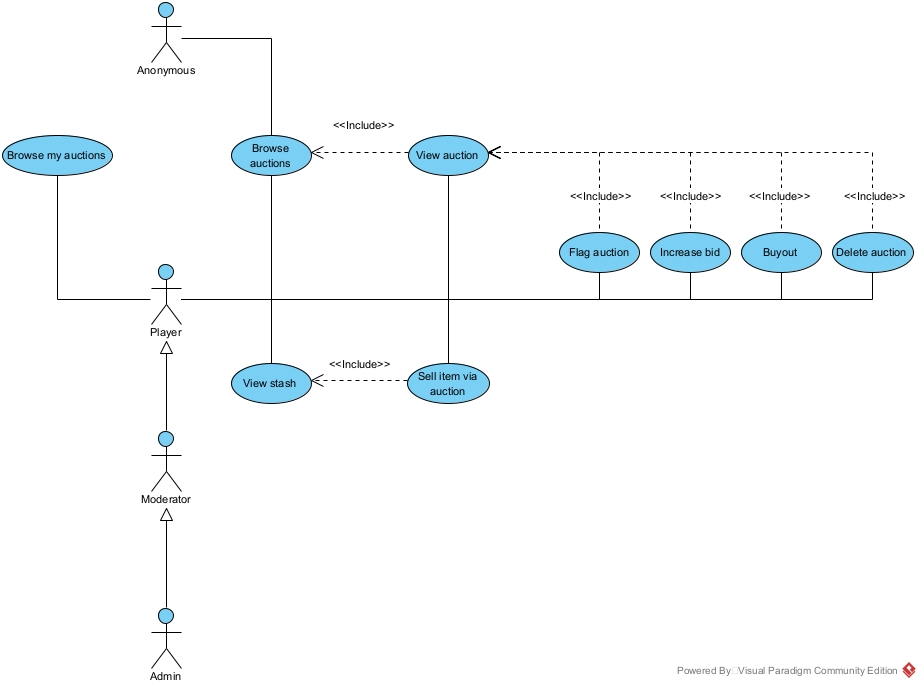 Anonymous
<<Include>>
Browse my auctions
Browse
auctions
View auction
<<Include>>
<<Include>>
<<Include>>
<<Include>>
Flag auction
Increase bid
Buyout
Delete auction
Player
<<Include>>
View stash
Sell item via
auction
Moderator
Admin
Powered By Visual Paradigm Community Edition